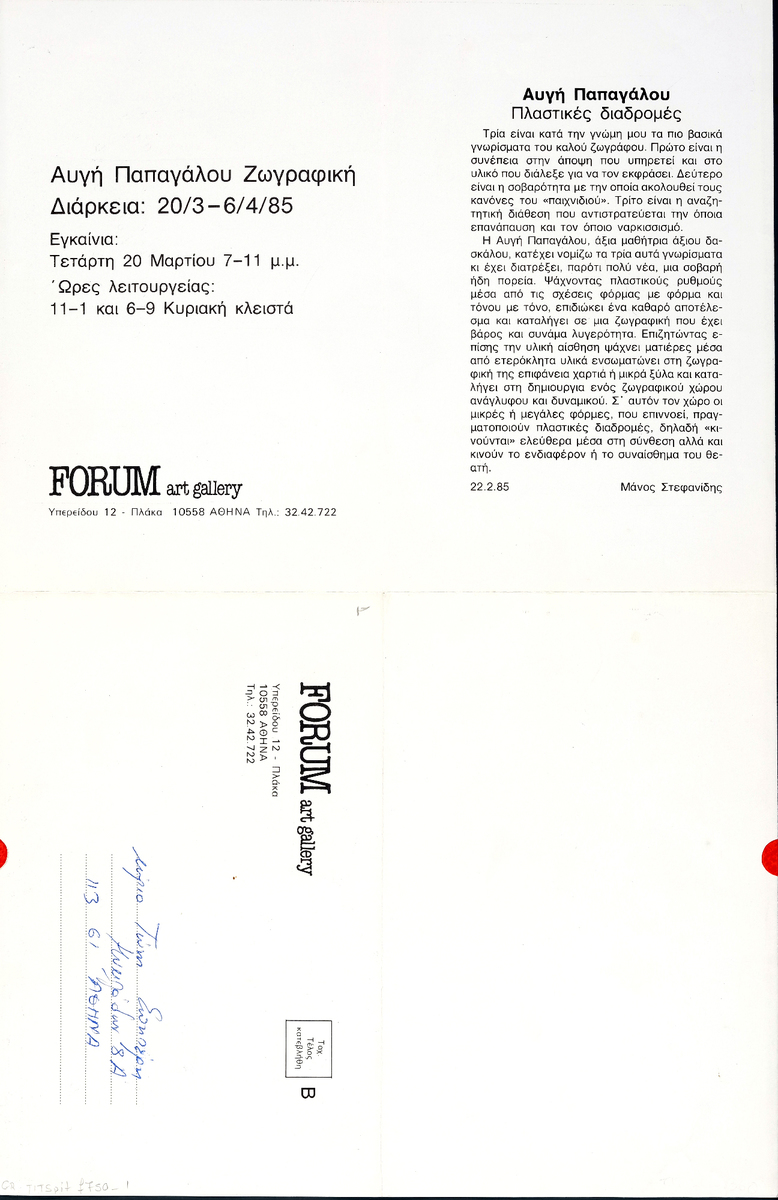 Αυγή Παπαγάλου Ζωγραφική
Διάρκεια: 20/3–6/4/85
Εγκαίνια:
Τετάρτη 20 Μαρτίου 7–11 μ.μ.
΄Ωρες λειτουργείας:
11–1 και 6–9 Κυριακή κλειστά
FORUM art gallery
Υπερείδου 12 - Πλάκα 10558 ΑΘΗΝΑ Τηλ.: 32.42.722
Αυγή Παπαγάλου
Πλαστικές διαδρομές
Τρία είναι κατά την γνώμη μου τα πιο βασικά
γνωρίσματα του καλού ζωγράφου. Πρώτο είναι η
συνέπεια στην άποψη που υπηρετεί και στο
υλικό που διάλεξε για να τον εκφράσει. Δεύτερο
είναι η σοβαρότητα με την οποία ακολουθεί τους
κανόνες του «παιχνιδιού». Τρίτο είναι η αναζη-
τητική διάθεση που αντιστρατεύεται την όποια
επανάπαυση και τον όποιο ναρκισσισμό.
Η Αυγή Παπαγάλου, άξια μαθήτρια άξιου δα-
σκάλου, κατέχει νομίζω τα τρία αυτά γνωρίσματα
κι έχει διατρέξει, παρότι πολύ νέα, μια σοβαρή
ήδη πορεία. Ψάχνοντας πλαστικούς ρυθμούς
μέσα από τις σχέσεις φόρμας με φόρμα και
τόνου με τόνο, επιδιώκει ένα καθαρό αποτέλε-
σμα και καταλήγει σε μια ζωγραφική που έχει
βάρος και συνάμα λυγερότητα. Επιζητώντας ε-
πίσης την υλική αίσθηση ψάχνει ματιέρες μέσα
από ετερόκλητα υλικά ενσωματώνει στη ζωγρα-
φική της επιφάνεια χαρτιά ή μικρά ξύλα και κατα-
λήγει στη δημιουργια ενός ζωγραφικού χώρου
ανάγλυφου και δυναμικού. Σ΄ αυτόν τον χώρο οι
μικρές ή μεγάλες φόρμες, που επιννοεί, πραγ-
ματοποιούν πλαστικές διαδρομές, δηλαδή «κι-
νούνται» ελεύθερα μέσα στη σύνθεση αλλά και
κινούν το ενδιαφέρον ή το συναίσθημα του θε-
ατή.
22.2.85 Μάνος Στεφανίδης
FORUM art gallery
Υπερείδου 12 - Πλάκα
10558 ΑΘΗΝΑ
Τηλ.: 32.42.722
Ταχ
Τέλος
κατεβλήθη
Β
113 61 ΑΘΗΝΑ